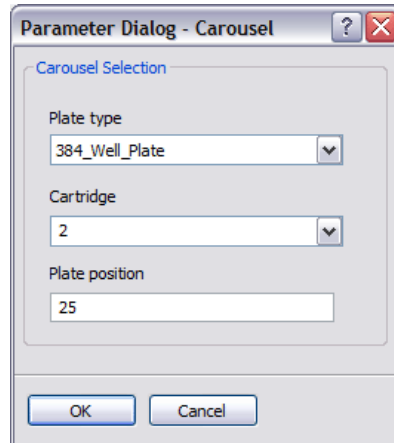 Parameter Dialog - Carousel ?
Carousel Selection
Plate type
384_Well_Plate
Cartridge
2
Plate position
25
OK Cancel